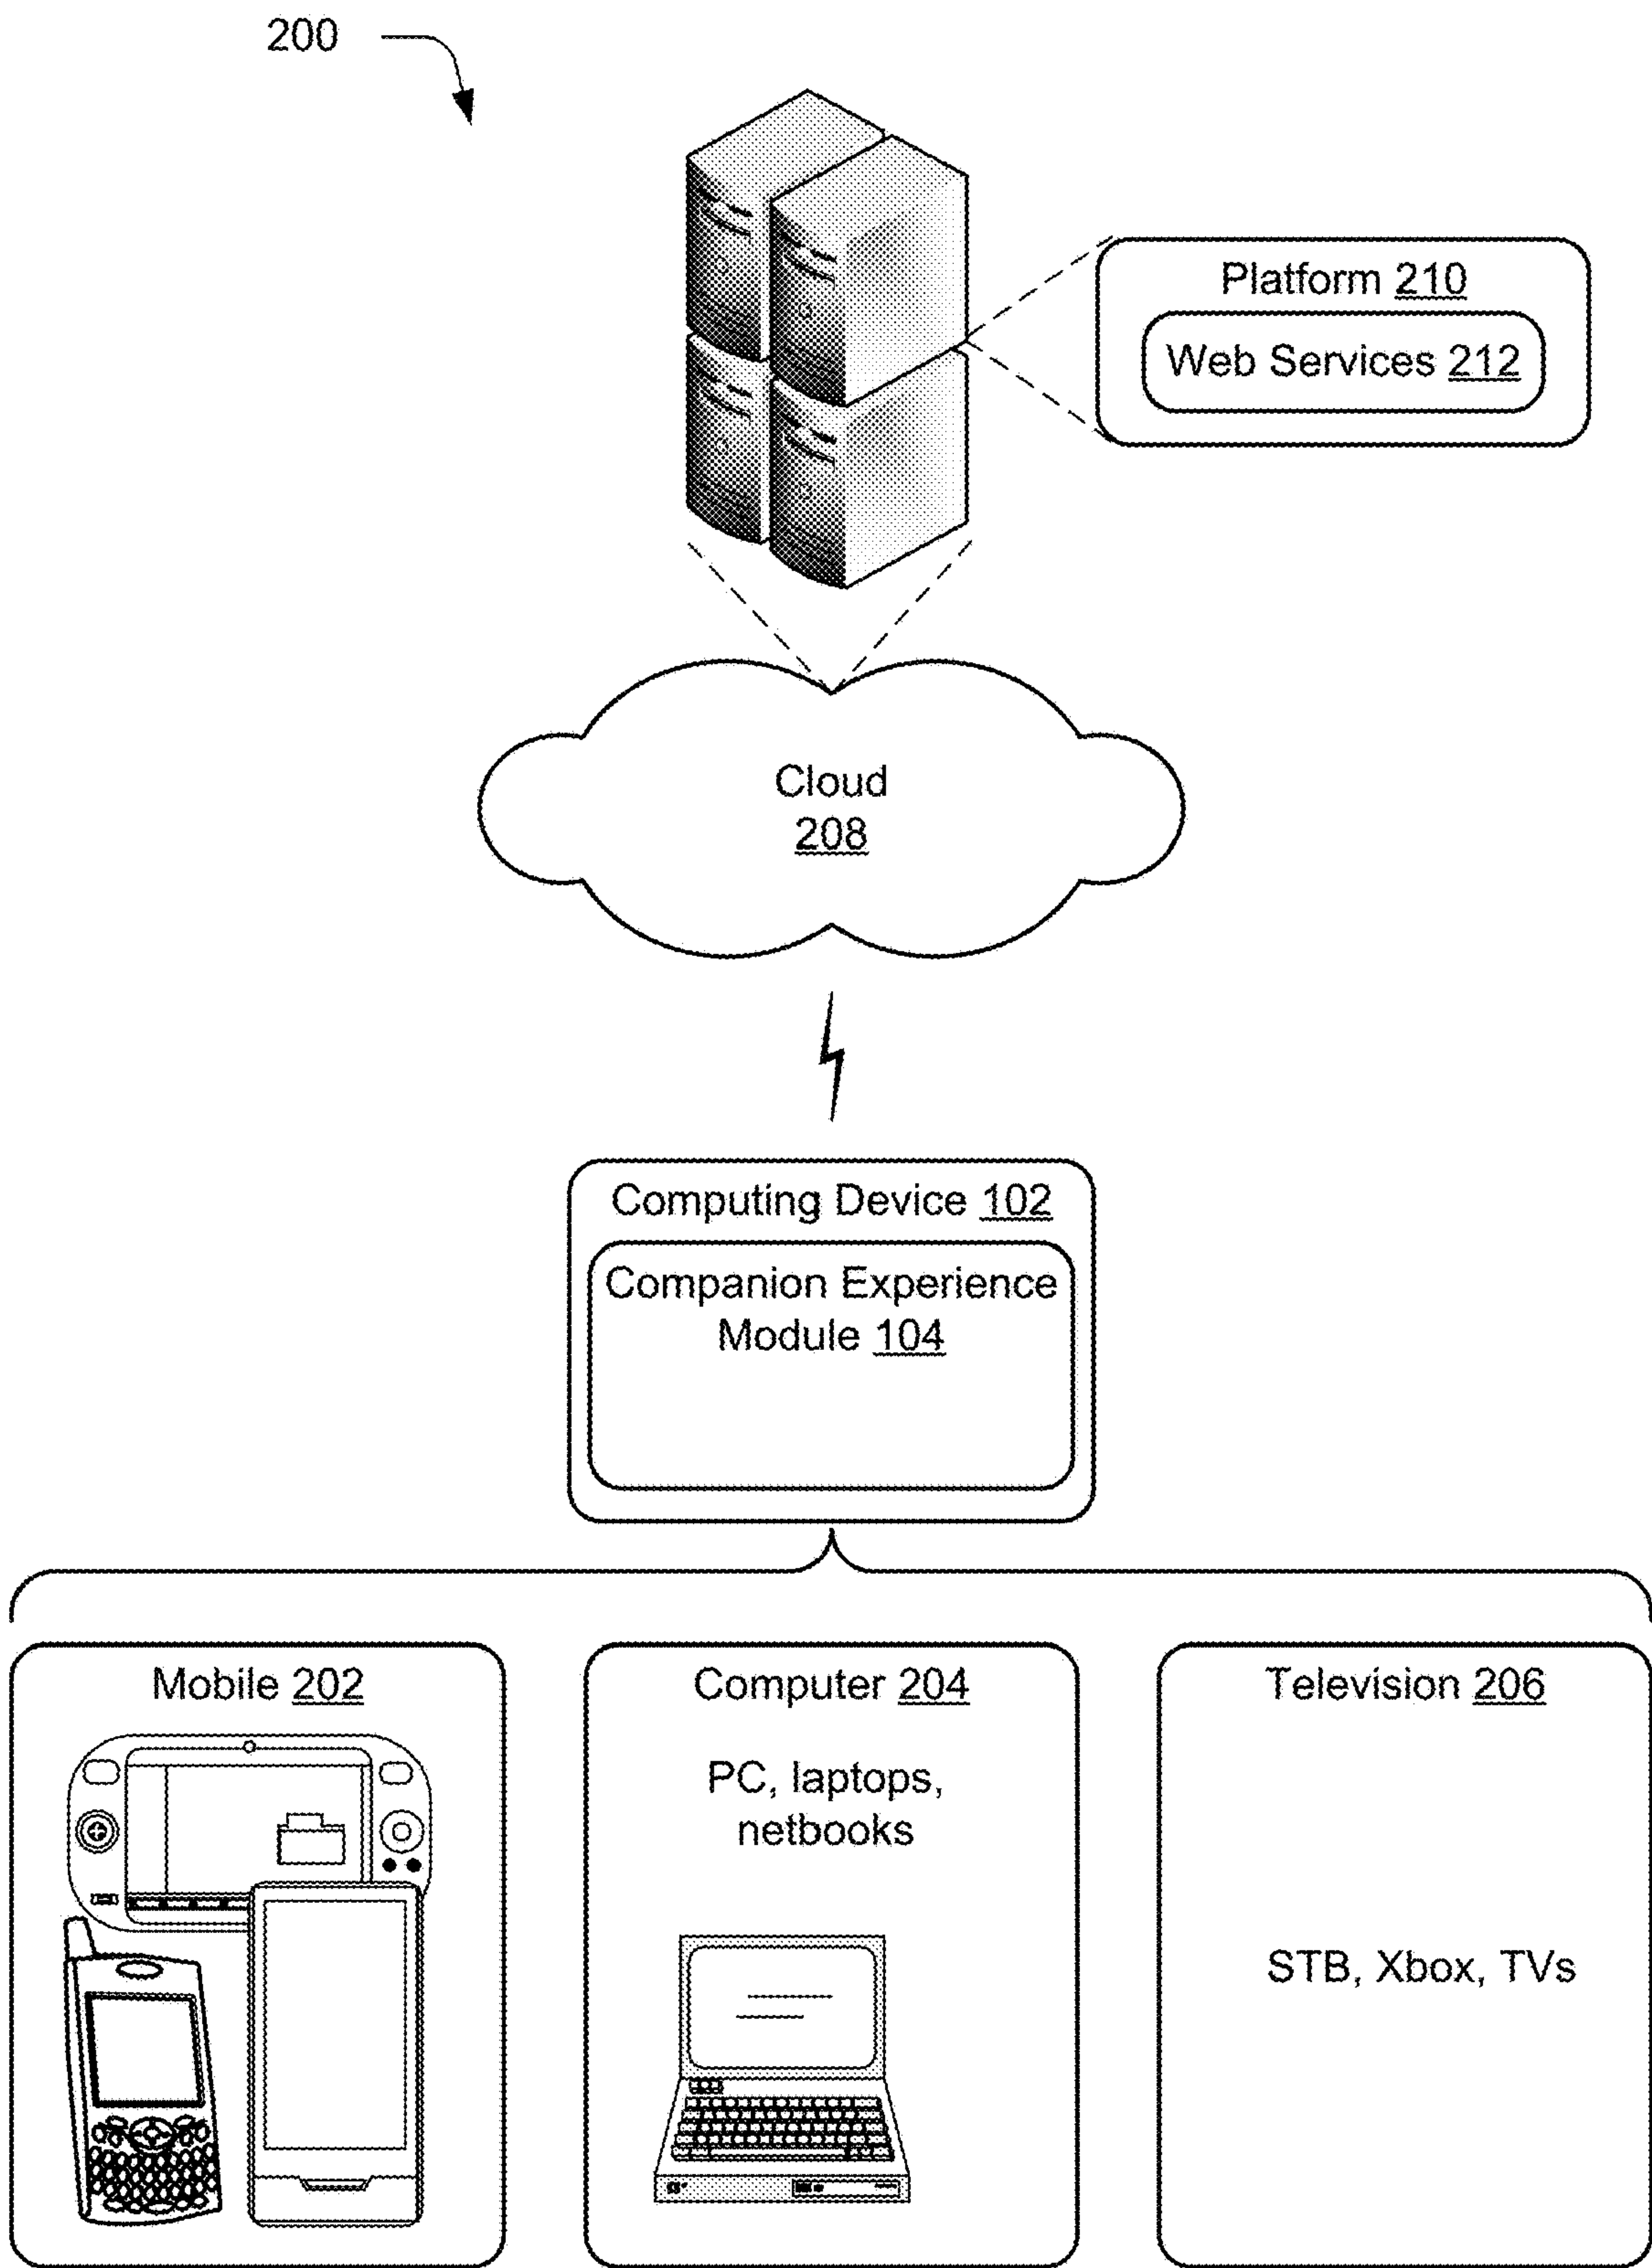 200
Platform 210
Web Services 212
Cloud
208
Computing Device 102
Companion Experience
Module 104
Mobile 202
Computer 204
PC, laptops,
netbooks
Television 206
STB, Xbox, TVs